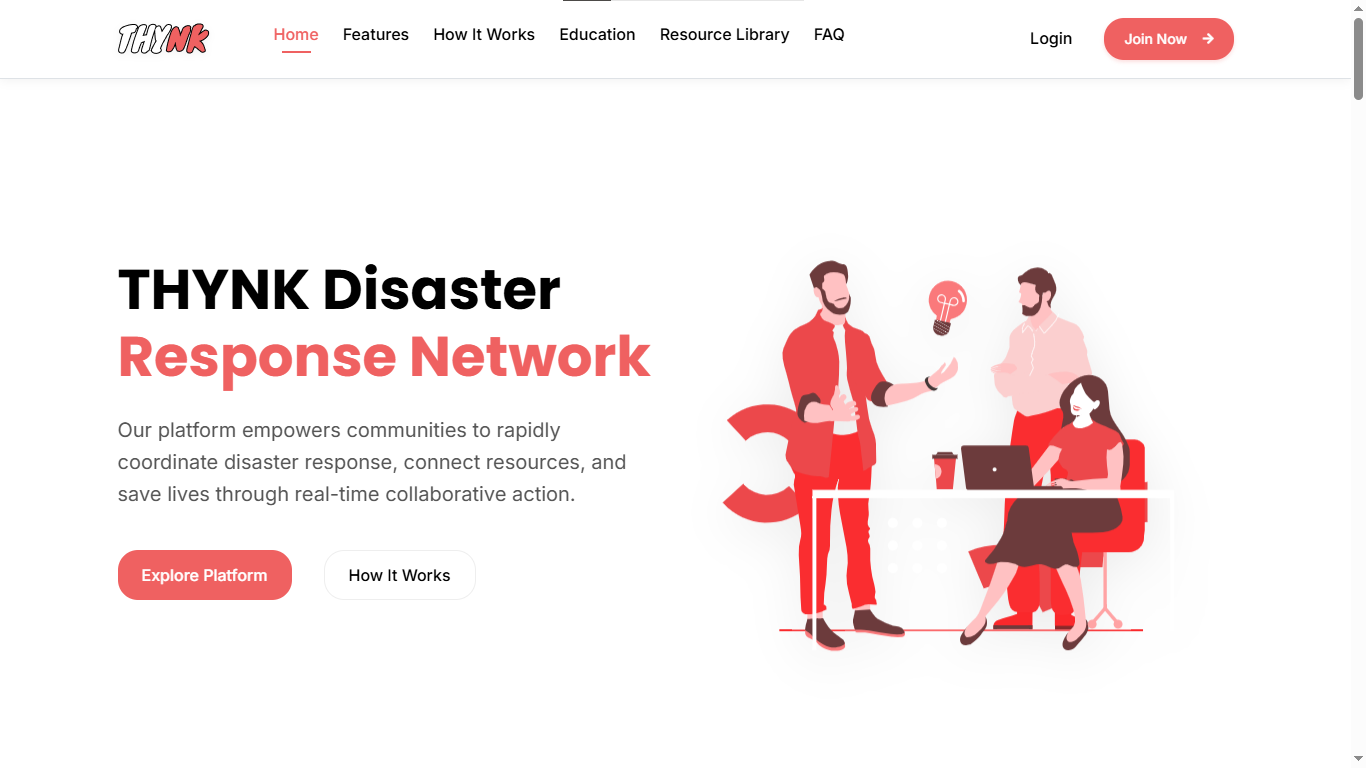 THYNK
Home
Features
How It Works
Education
Resource Library
FAQ
Login
Join Now
THYNK Disaster
Response Network
Our platform empowers communities to rapidly
coordinate disaster response, connect resources, and
save lives through real-time collaborative action.
Explore Platform
How It Works